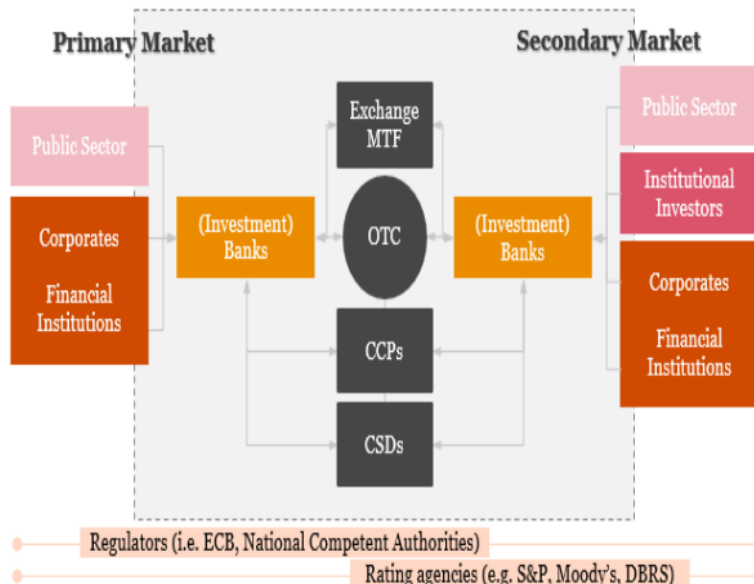 Primary Market
Secondary Market
Public Sector
Corporates
Financial
Institutions
(Investment)
Banks
Exchange
MTF
OTC
CCPs
CSDs
(Investment)
Banks
Public Sector
Institutional
Investors
Corporates
Financial
Institutions
Regulators (i.e. ECB, National Competent Authorities)
Rating agencies (e.g. S&P, Moody's, DBRS)